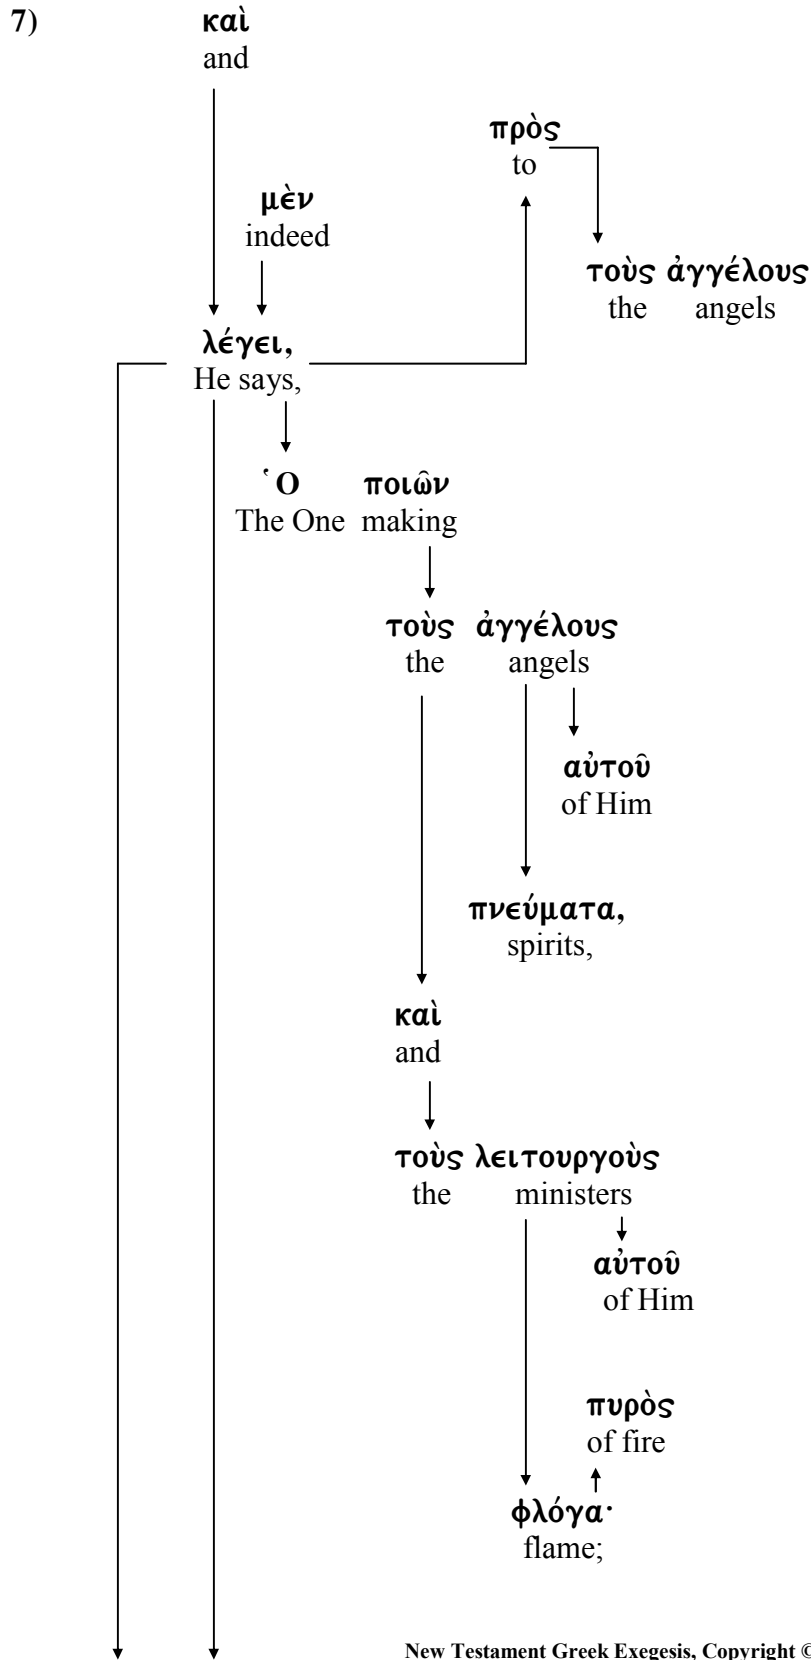 7)
καὶ
and
πρὸς
to
μὲν
indeed
τοὺς ἀγγέλους
the angels
λέγει,
He says,
Ὁ ποιῶν
The One making
τοὺς ἀγγέλους
the angels
αὐτοῦ
of Him
πνεύματα,
spirits,
καὶ
and
τοὺς λειτουργοὺς
the ministers
αὐτοῦ
of Him
πυρὸς
of fire
φλόγα·
flame;
New Testament Greek Exegesis, Copyright ©